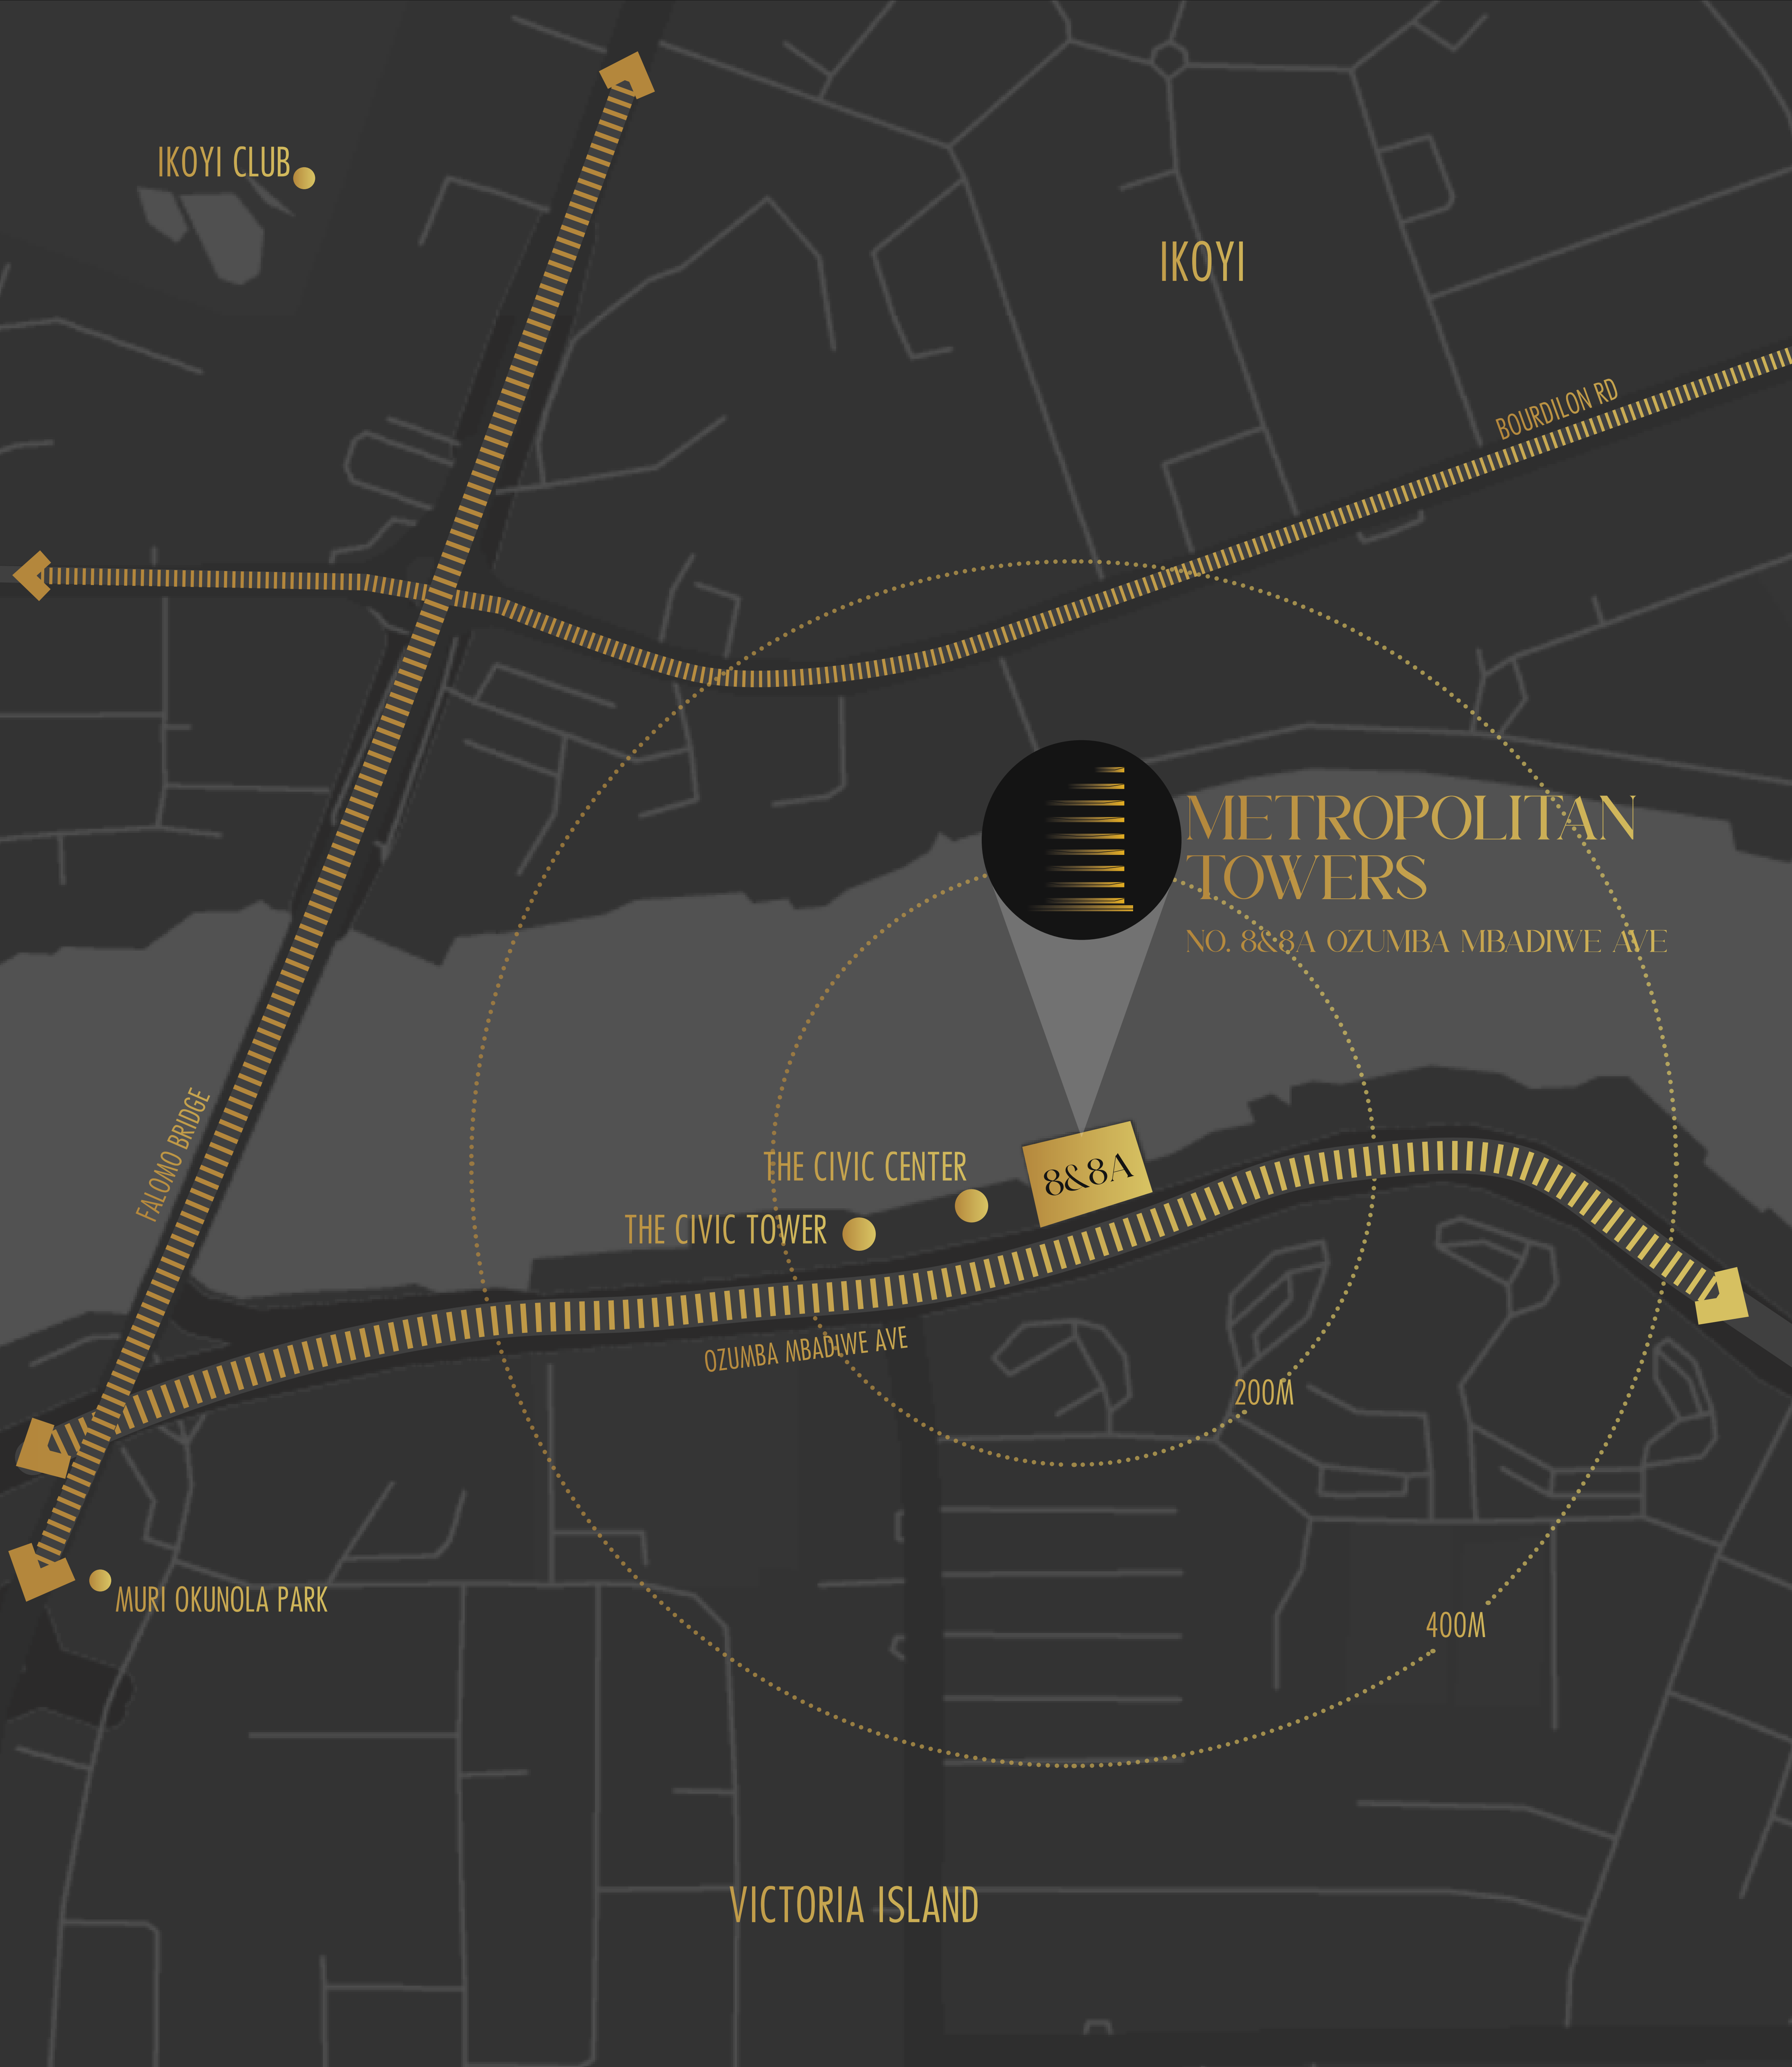 IKOYI CLUB
IKOYI
BOURDILON RD
METROPOLITAN
TOWERS
NO. 8&8A OZUMBA MBADIWE AVE
FALOMO BRIDGE
THE CIVIC CENTER
8&8A
THE CIVIC TOWER
OZUMBA MBADIWE AVE
200M
MURI OKUNOLA PARK
400M
VICTORIA ISLAND